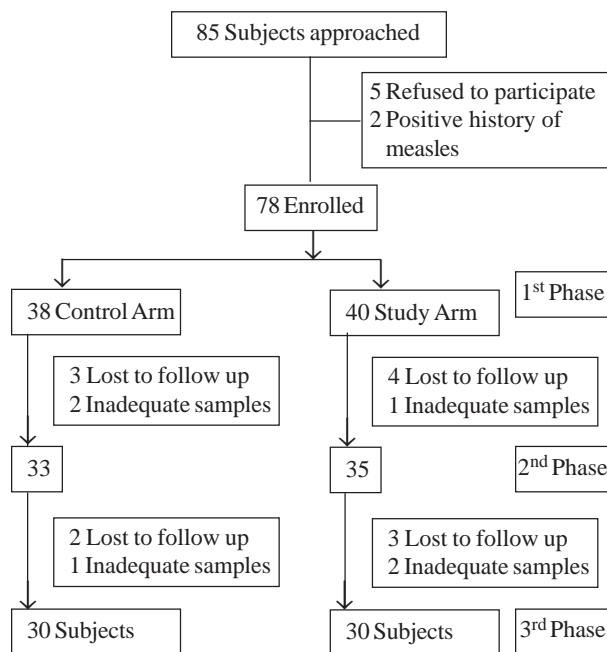 85 Subjects approached
5 Refused to participate
2 Positive history of
measles
78 Enrolled
1st Phase
38 Control Arm
40 Study Arm
3 Lost to follow up
2 Inadequate samples
4 Lost to follow up
1 Inadequate samples
33
35
2nd Phase
2 Lost to follow up
1 Inadequate samples
3 Lost to follow up
2 Inadequate samples
30 Subjects
30 Subjects
3rd Phase